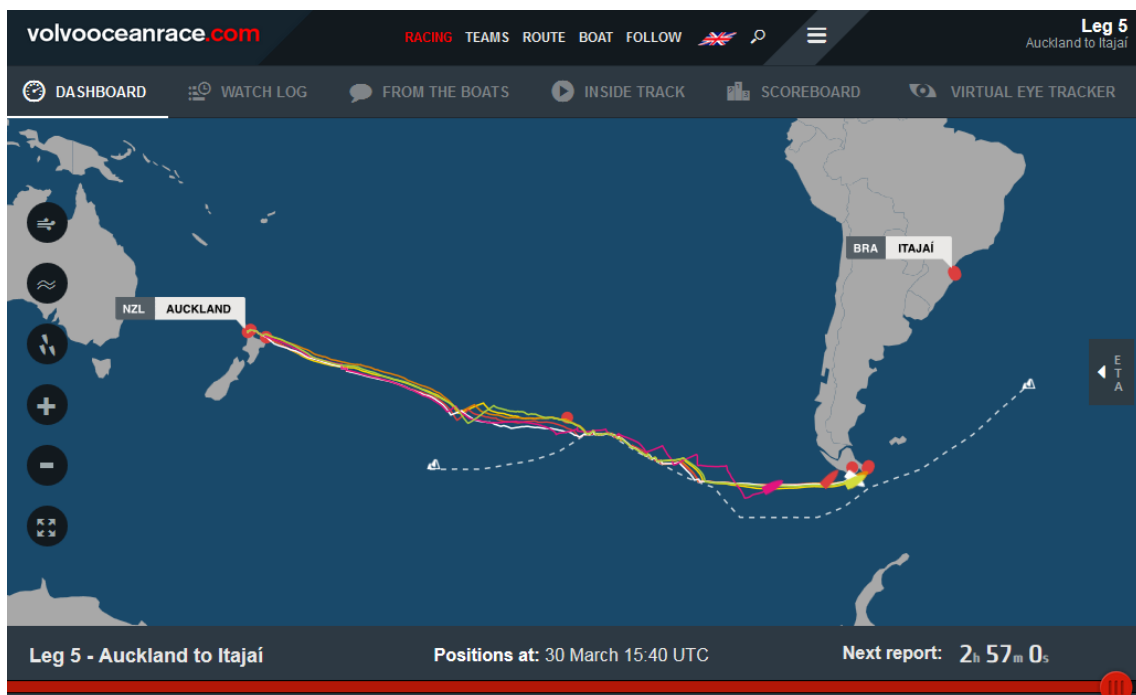 volvooceanrace.com
RACING TEAMS ROUTE BOAT FOLLOW
Leg 5
Auckland to Itajaí
DASHBOARD
WATCH LOG
FROM THE BOATS
INSIDE TRACK
SCOREBOARD
VIRTUAL EYE TRACKER
BRA ITAJAÍ
NZL AUCKLAND
E
T
A
Leg 5 - Auckland to Itajaí
Positions at: 30 March 15:40 UTC
Next report: 2h 57m 0s